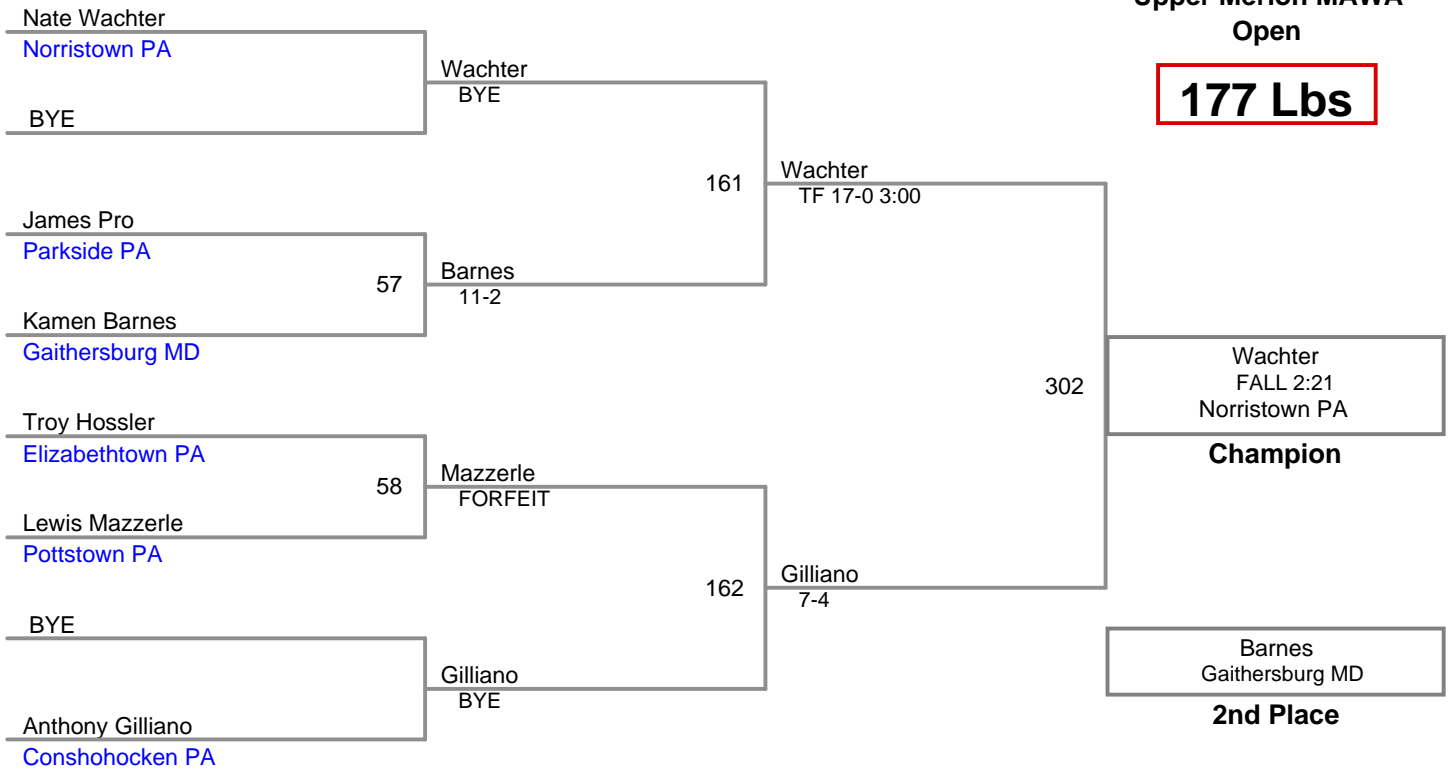 Upper Merion MAWA
Open
177 Lbs
Nate Wachter
Norristown PA
BYE
James Pro
Parkside PA
57
Kamen Barnes
Gaithersburg MD
Troy Hossler
Elizabethtown PA
58
Lewis Mazzerle
Pottstown PA
BYE
Anthony Gilliano
Conshohocken PA
Wachter
BYE
161
Barnes
11-2
Mazzerle
FORFEIT
162
Gilliano
BYE
Wachter
TF 17-0 3:00
302
Gilliano
7-4
Wachter
FALL 2:21
Norristown PA
Champion
Barnes
Gaithersburg MD
2nd Place